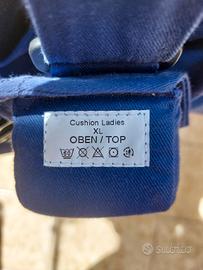 Cushion Ladies
XL
OBEN / TOP
SUBITO